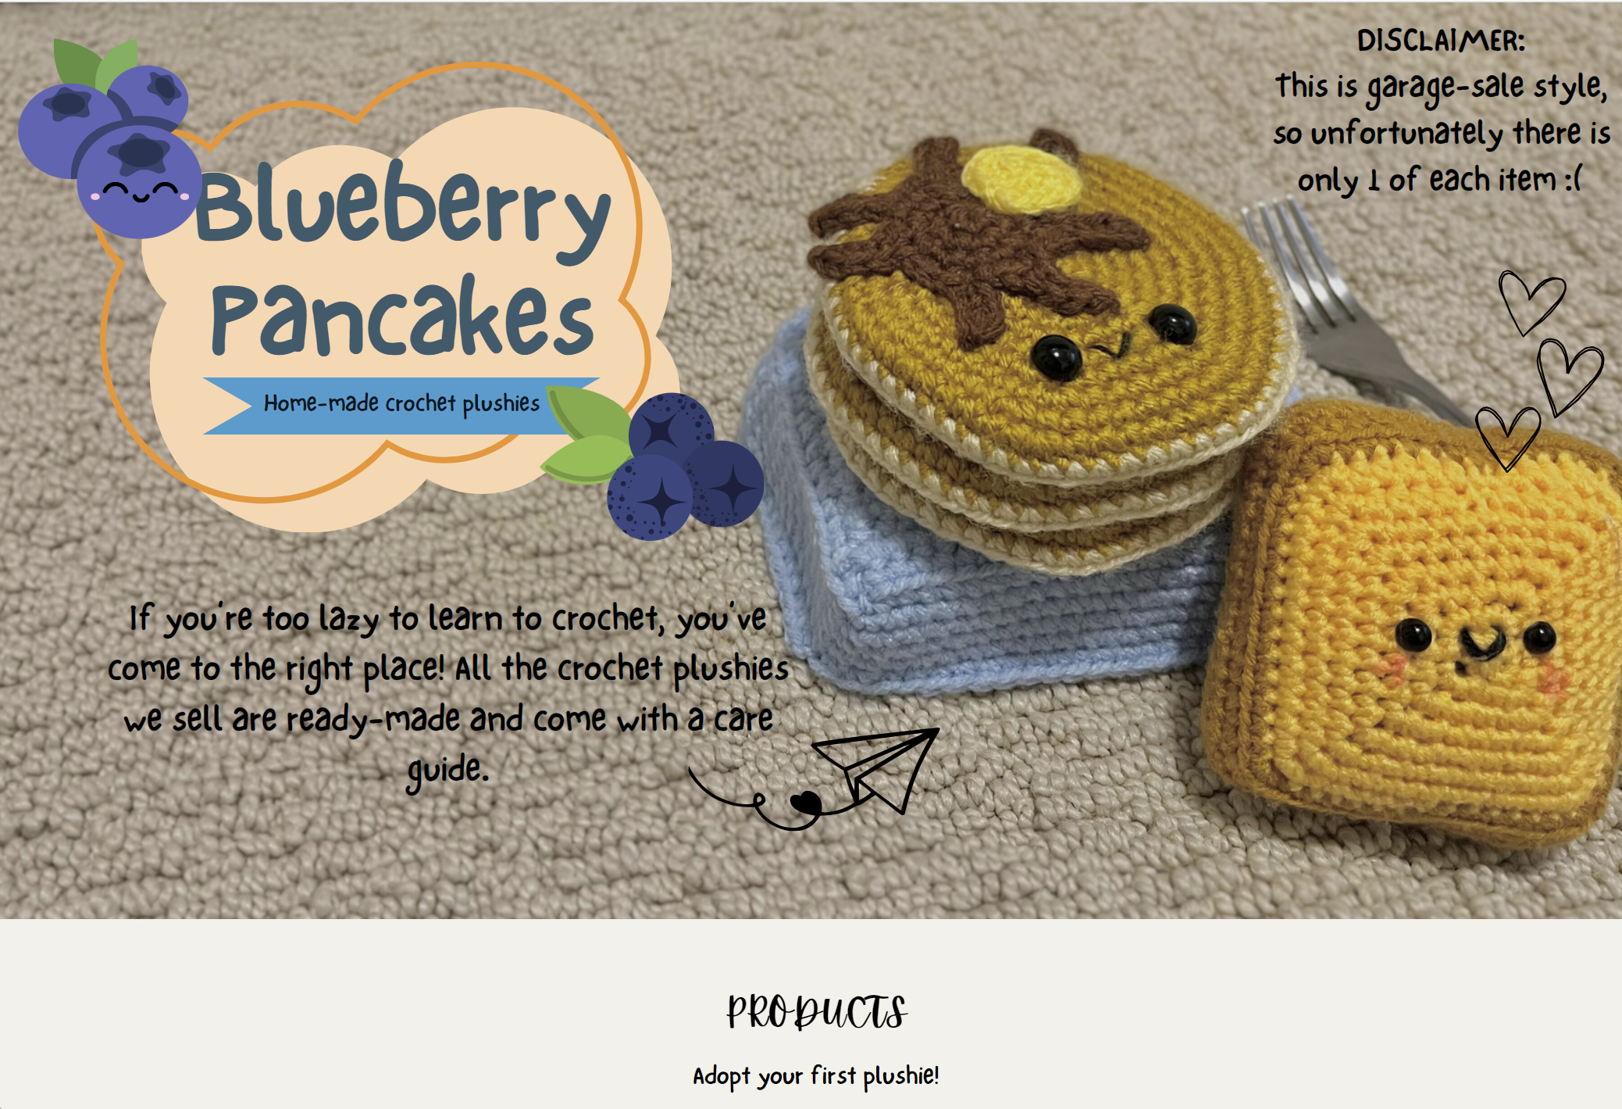 Blueberry
Pancakes
Home-made crochet plushies
DISCLAIMER:
This is garage-sale style,
so unfortunately there is
only 1 of each item :(
If you're too lazy to learn to crochet, you've
come to the right place! All the crochet plushies
we sell are ready-made and come with a care
guide.
PRODUCTS
Adopt your first plushie!